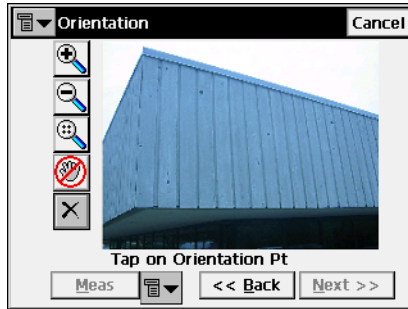 Orientation Cancel
Tap on Orientation Pt
Meas << Back Next >>